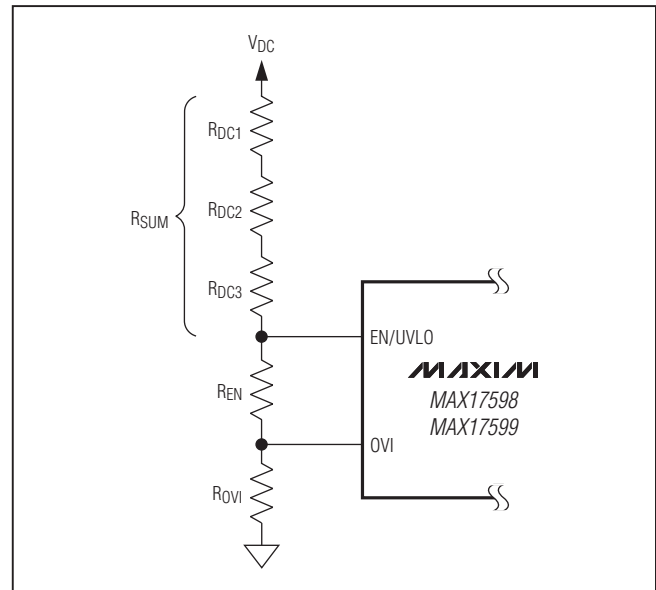 VDC
RDC1
RDC2
RSUM
RDC3
EN/UVLO
MAXIM
REN
MAX17598
MAX17599
OVI
ROVI